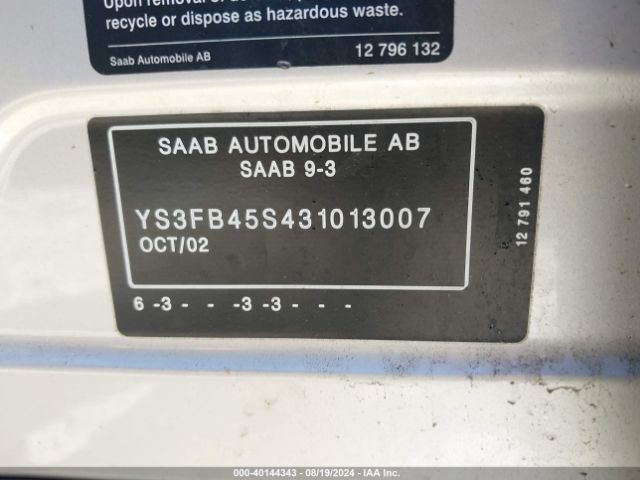 recycle or dispose as hazardous waste.
Saab Automobile AB 12 796 132
SAAB AUTOMOBILE AB
SAAB 9-3
YS3FB45S431013007
OCT/02
6 -3 - - -3 -3 - - -
12 791 460
000-40144343 - 08/19/2024 - IAA Inc.